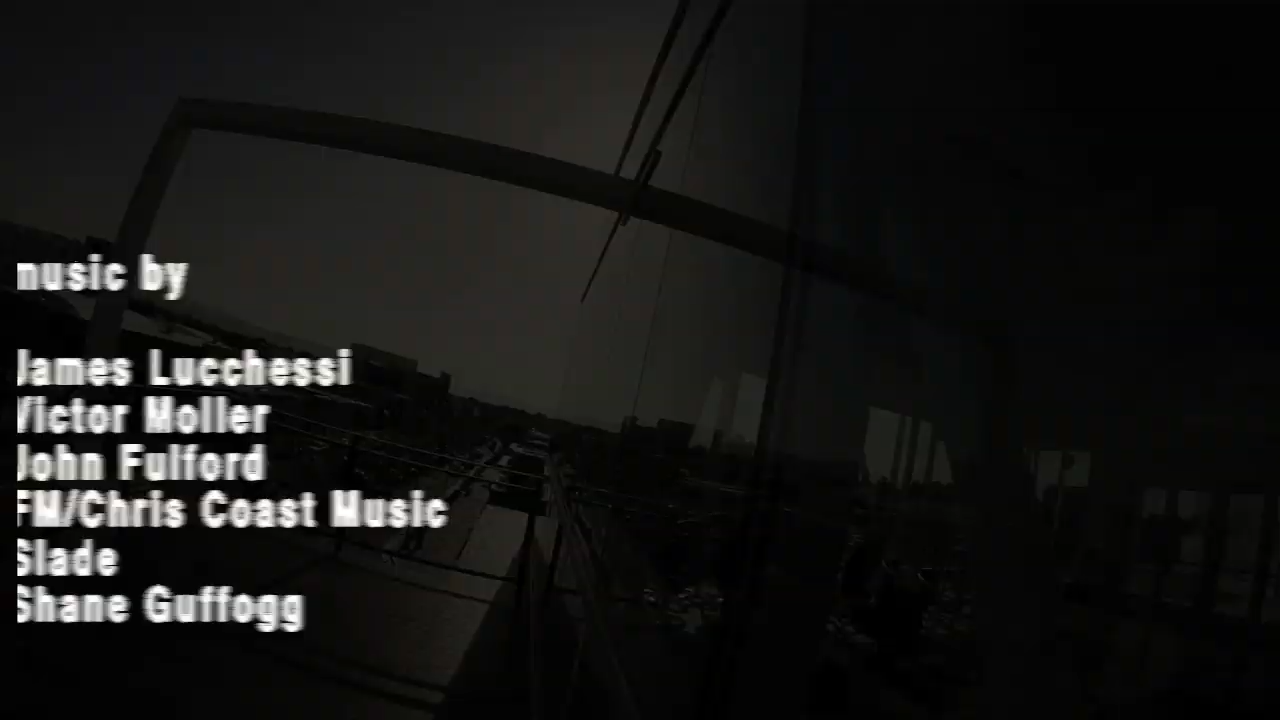 music by
James Lucchessi
Victor Moller
John Fulford
FM/Chris Coast Music
Slade
Shane Guffogg